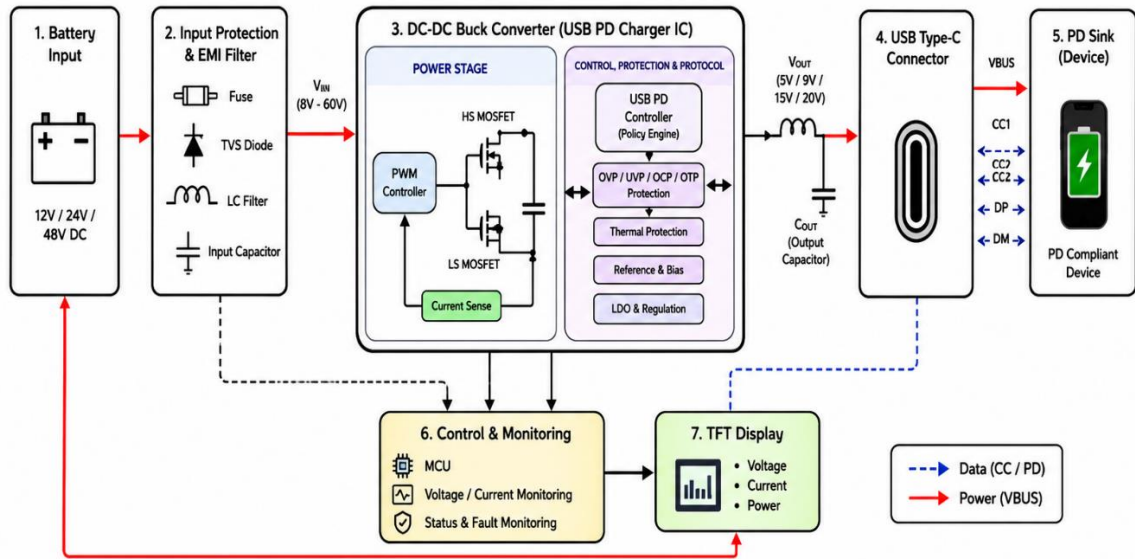 1. Battery
Input
12V / 24V /
48V DC
2. Input Protection
& EMI Filter
Fuse
TVS Diode
LC Filter
Input Capacitor
VIIN
(8V - 60V)
3. DC-DC Buck Converter (USB PD Charger IC)
POWER STAGE
HS MOSFET
PWM
Controller
LS MOSFET
Current Sense
CONTROL, PROTECTION & PROTOCOL
USB PD
Controller
(Policy Engine)
OVP / UVP / OCP / OTP
Protection
Thermal Protection
Reference & Bias
LDO & Regulation
VOUT
(5V / 9V /
15V / 20V)
COUT
(Output
Capacitor)
4. USB Type-C
Connector
VBUS
CC1
CC2
CC2
DP
DM
5. PD Sink
(Device)
PD Compliant
Device
6. Control & Monitoring
MCU
Voltage / Current Monitoring
Status & Fault Monitoring
7. TFT Display
• Voltage
• Current
• Power
Data (CC / PD)
Power (VBUS)